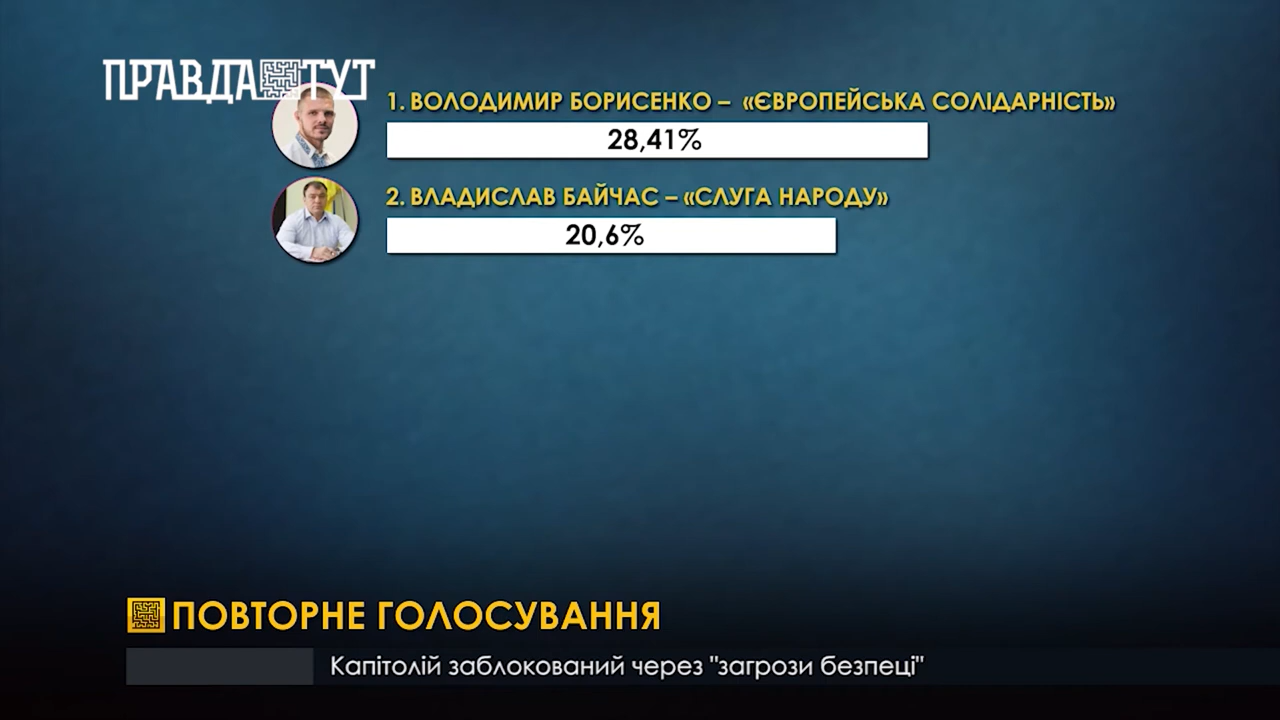 ПРАВДА ТУТ
1. ВОЛОДИМИР БОРИСЕНКО – «ЄВРОПЕЙСЬКА СОЛІДАРНІСТЬ»
28,41%
2. ВЛАДИСЛАВ БАЙЧАС – «СЛУГА НАРОДУ»
20,6%
ПОВТОРНЕ ГОЛОСУВАННЯ
Капітолій заблокований через "загрози безпеці"